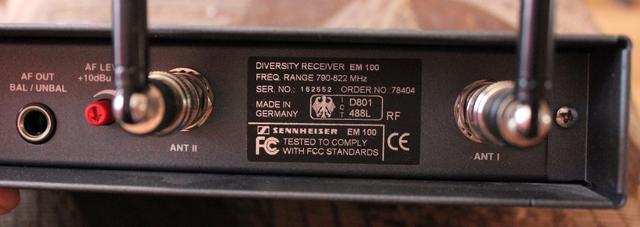 AF OUT
BAL / UNBAL
AF LE
+10dBu
ANT II
DIVERSITY RECEIVER EM 100
FREQ. RANGE 790-822 MHz
SER. NO.: 162552 ORDER.NO.:78404
MADE IN
GERMANY
I
C
T
D801
488L
RF
SENNHEISER EM 100
FC TESTED TO COMPLY
WITH FCC STANDARDS
CE
ANT I